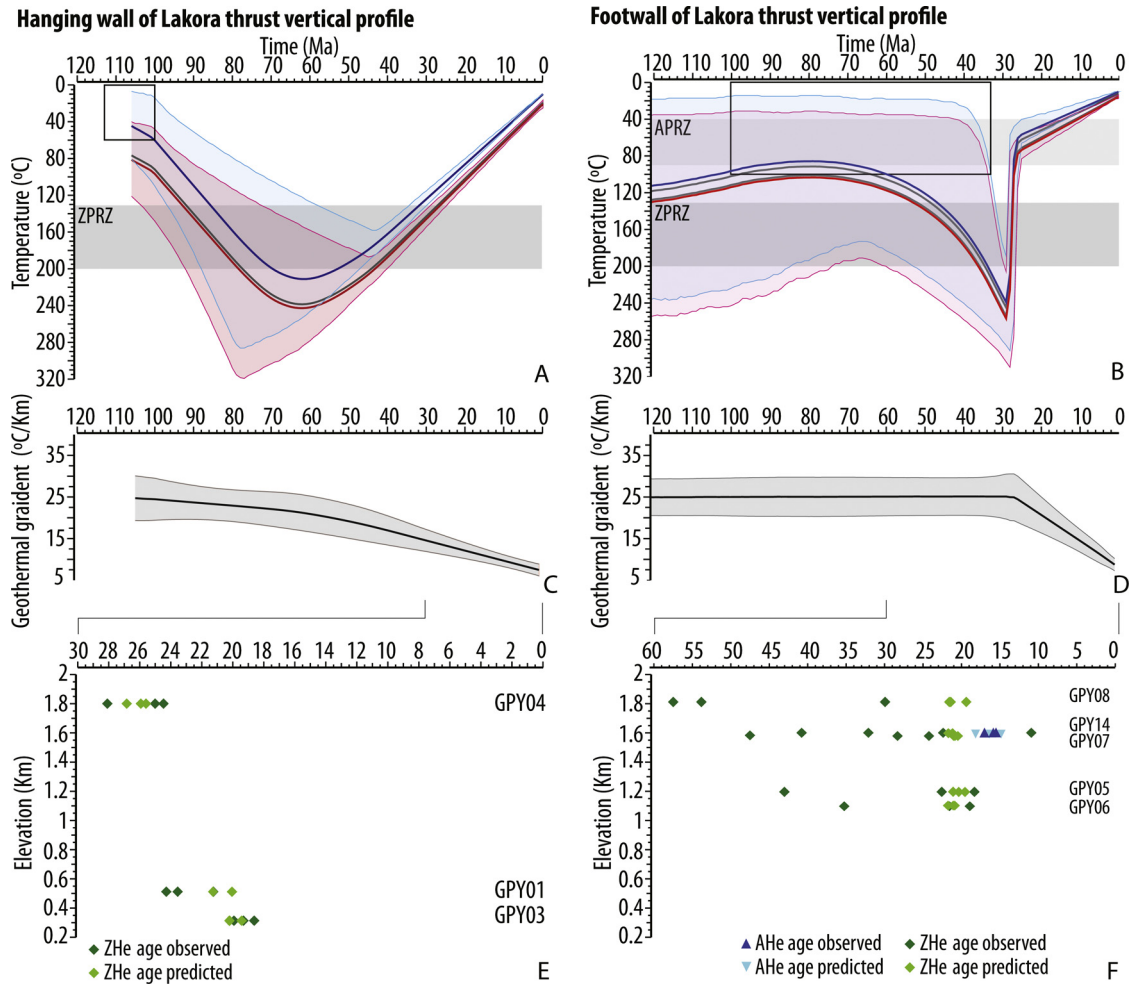 Hanging wall of Lakora thrust vertical profile
Footwall of Lakora thrust vertical profile
Time (Ma)
Time (Ma)
120 110 100 90 80 70 60 50 40 30 20 10 0
120 100 90 80 70 60 50 40 30 20 10 0
Temperature (ºC)
0
40
80
120
160
200
240
280
320
ZPRZ
A
Temperature (ºC)
0
40
80
120
160
200
240
280
320
APRZ
ZPRZ
B
120 110 100 90 80 70 60 50 40 30 20 10 0
120 100 90 80 70 60 50 40 30 20 10 0
Geothermal graident (ºC/Km)
35
25
15
5
C
Geothermal graident (ºC/Km)
35
25
15
5
D
30 28 26 24 22 20 18 16 14 12 10 8 6 4 2 0
60 55 50 45 40 35 30 25 20 15 10 5 0
Elevation (Km)
2
1.8
1.6
1.4
1.2
1
0.8
0.6
0.4
0.2
GPY04
GPY01
GPY03
ZHe age observed
ZHe age predicted
E
Elevation (Km)
2
1.8
1.6
1.4
1.2
1
0.8
0.6
0.4
0.2
GPY08
GPY14
GPY07
GPY05
GPY06
AHe age observed
ZHe age observed
AHe age predicted
ZHe age predicted
F